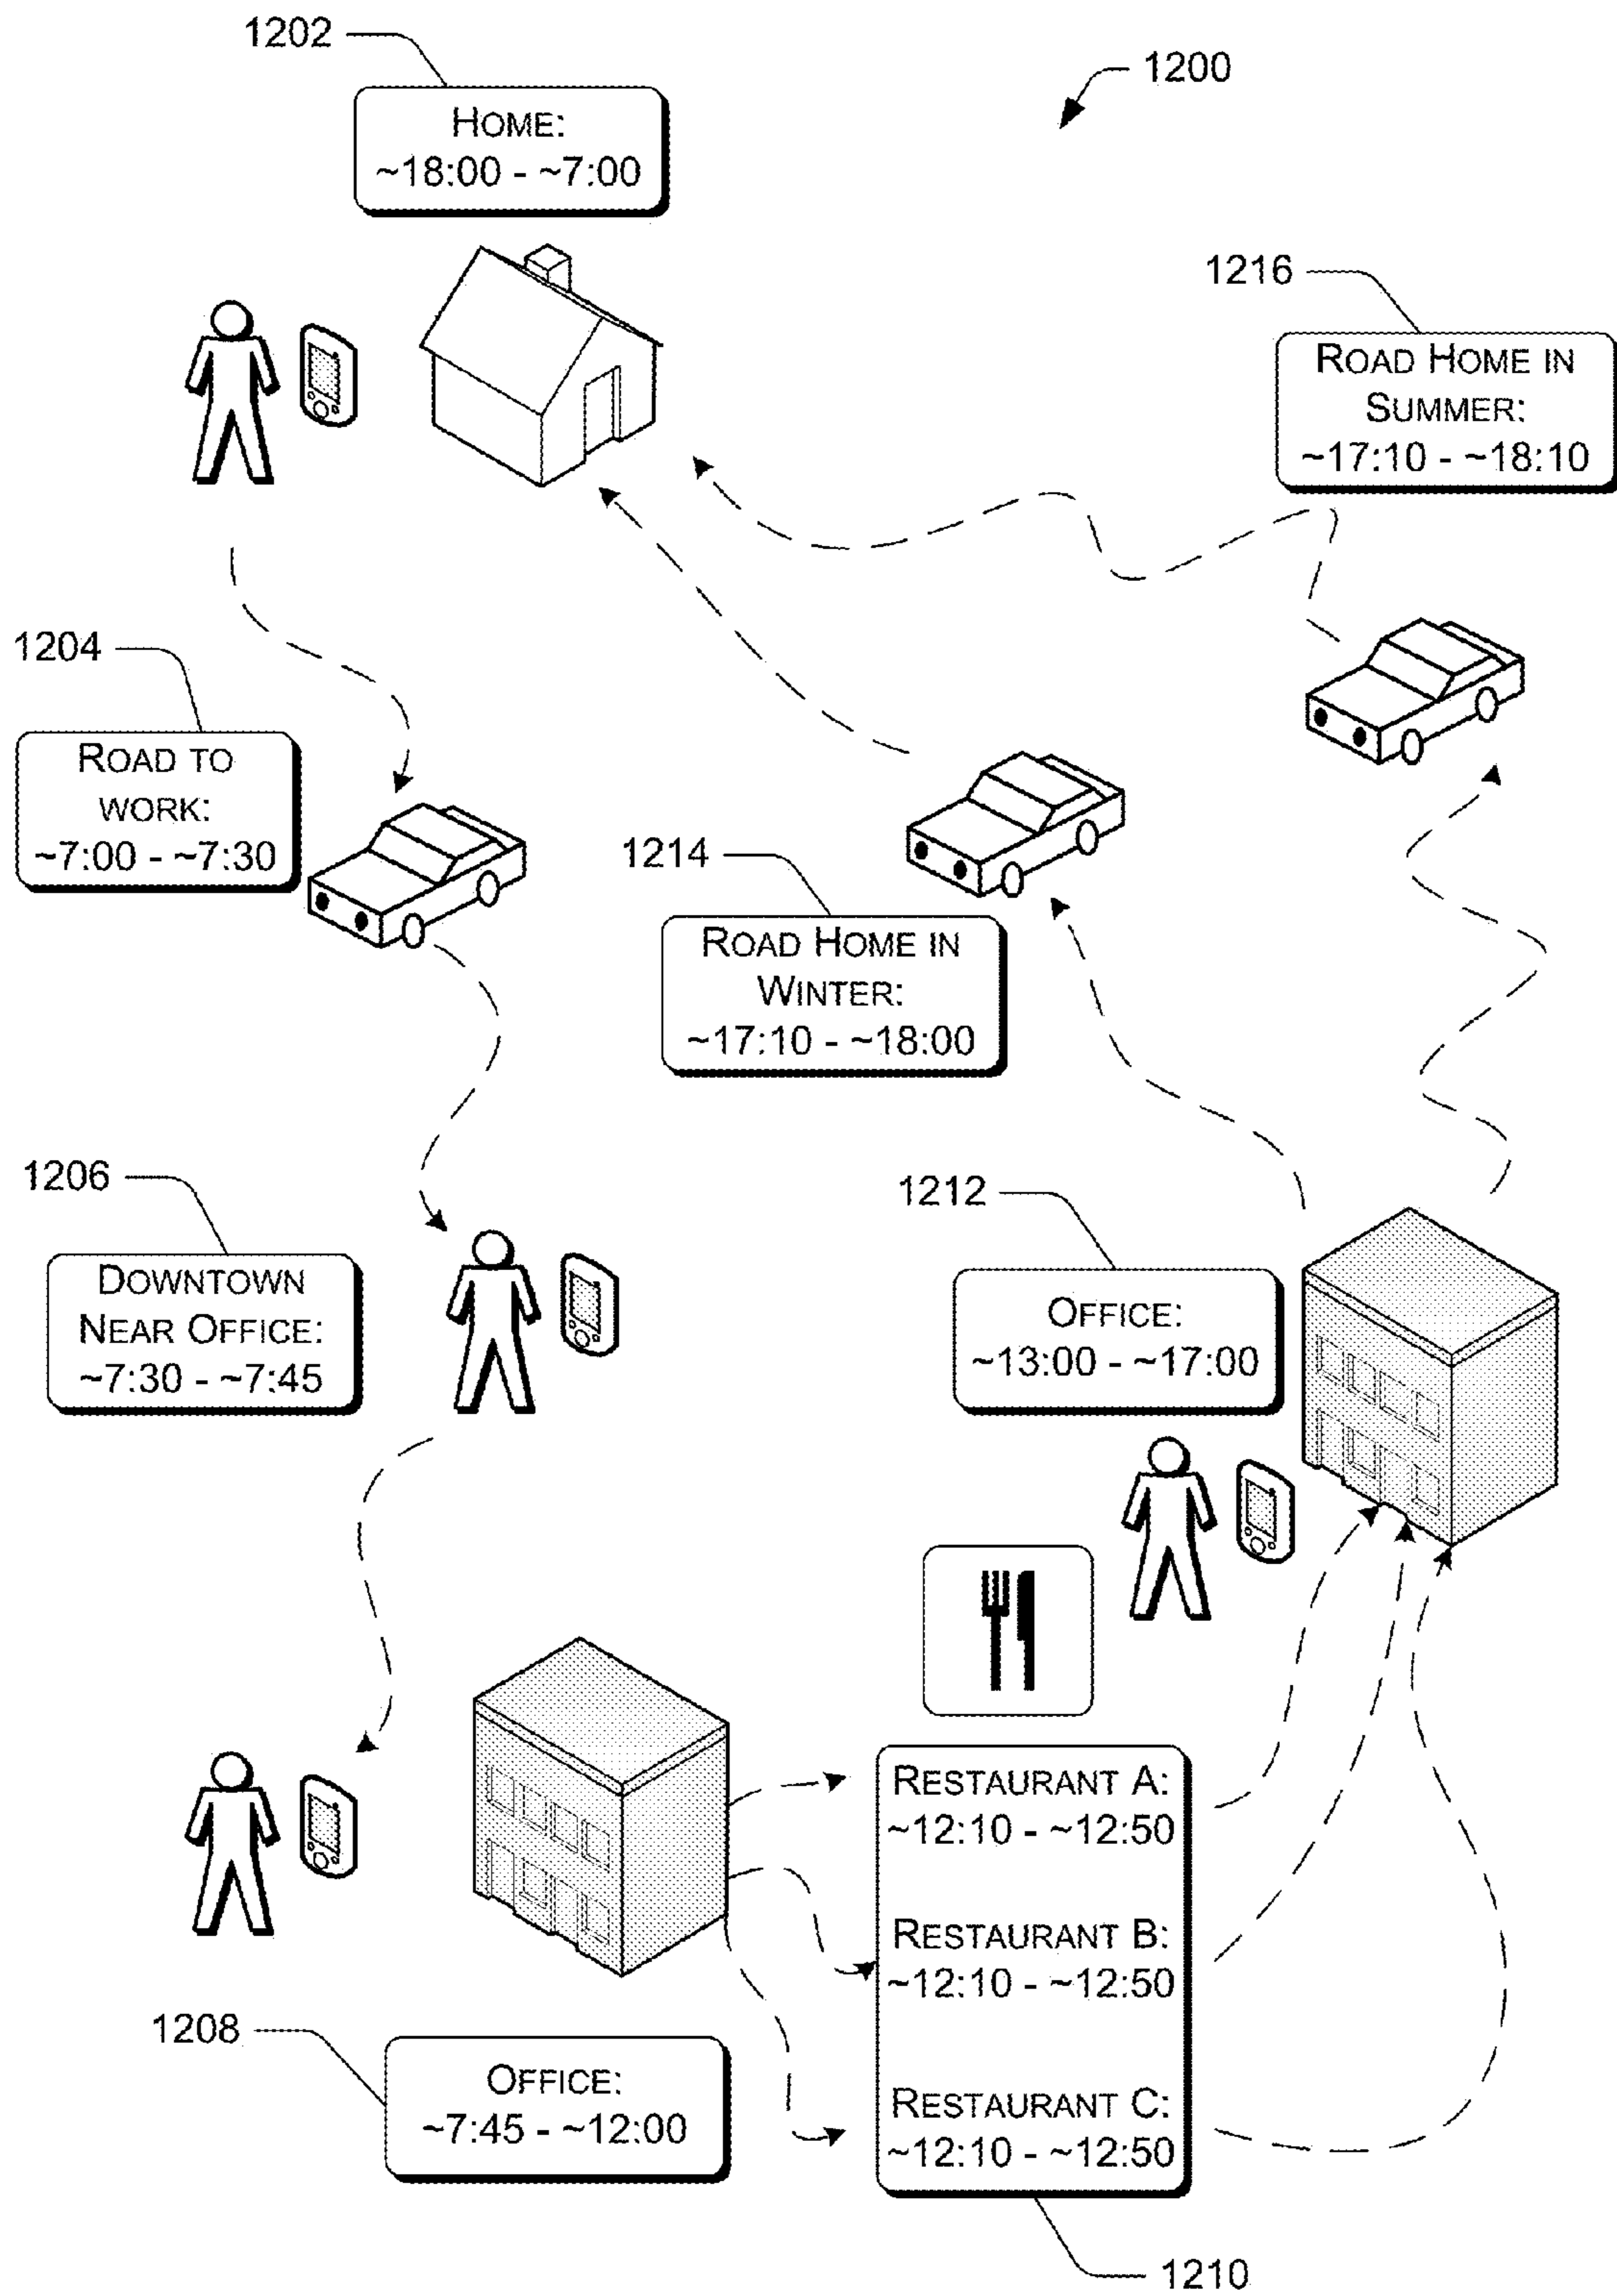 1202
1200
HOME:
~18:00 - ~7:00
1216
ROAD HOME IN
SUMMER:
~17:10 - ~18:10
1204
ROAD TO
WORK:
~7:00 - ~7:30
1214
ROAD HOME IN
WINTER:
~17:10 - ~18:00
1206
DOWNTOWN
NEAR OFFICE:
~7:30 - ~7:45
1212
OFFICE:
~13:00 - ~17:00
RESTAURANT A:
~12:10 - ~12:50
RESTAURANT B:
~12:10 - ~12:50
RESTAURANT C:
~12:10 - ~12:50
1208
OFFICE:
~7:45 - ~12:00
1210